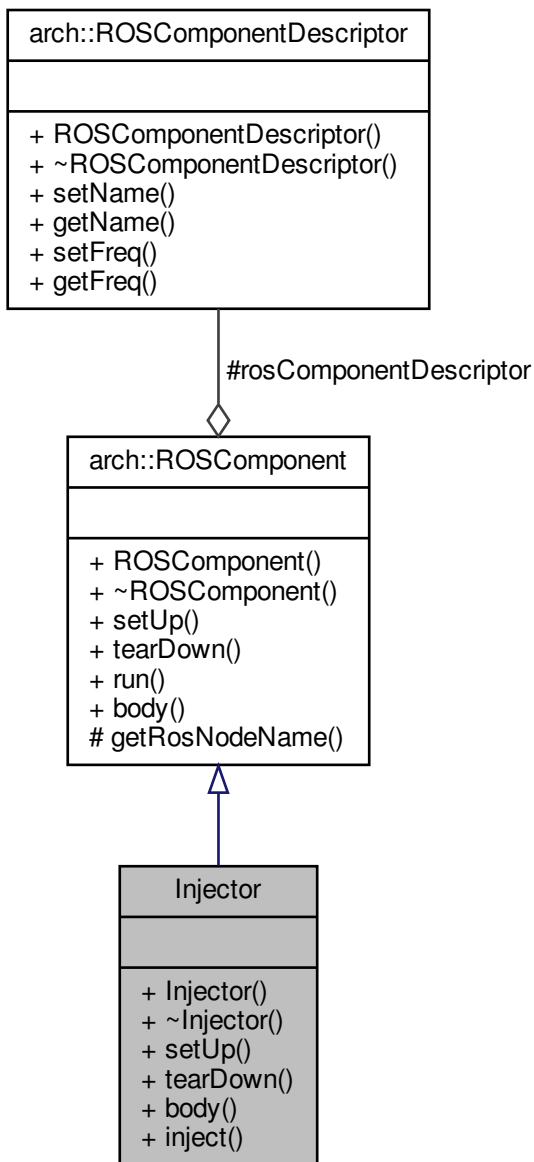 arch::ROSComponentDescriptor
+ ROSComponentDescriptor()
+ ~ROSComponentDescriptor()
+ setName()
+ getName()
+ setFreq()
+ getFreq()
#rosComponentDescriptor
arch::ROSComponent
+ ROSComponent()
+ ~ROSComponent()
+ setUp()
+ tearDown()
+ run()
+ body()
# getRosNodeName()
Injector
+ Injector()
+ ~Injector()
+ setUp()
+ tearDown()
+ body()
+ inject()